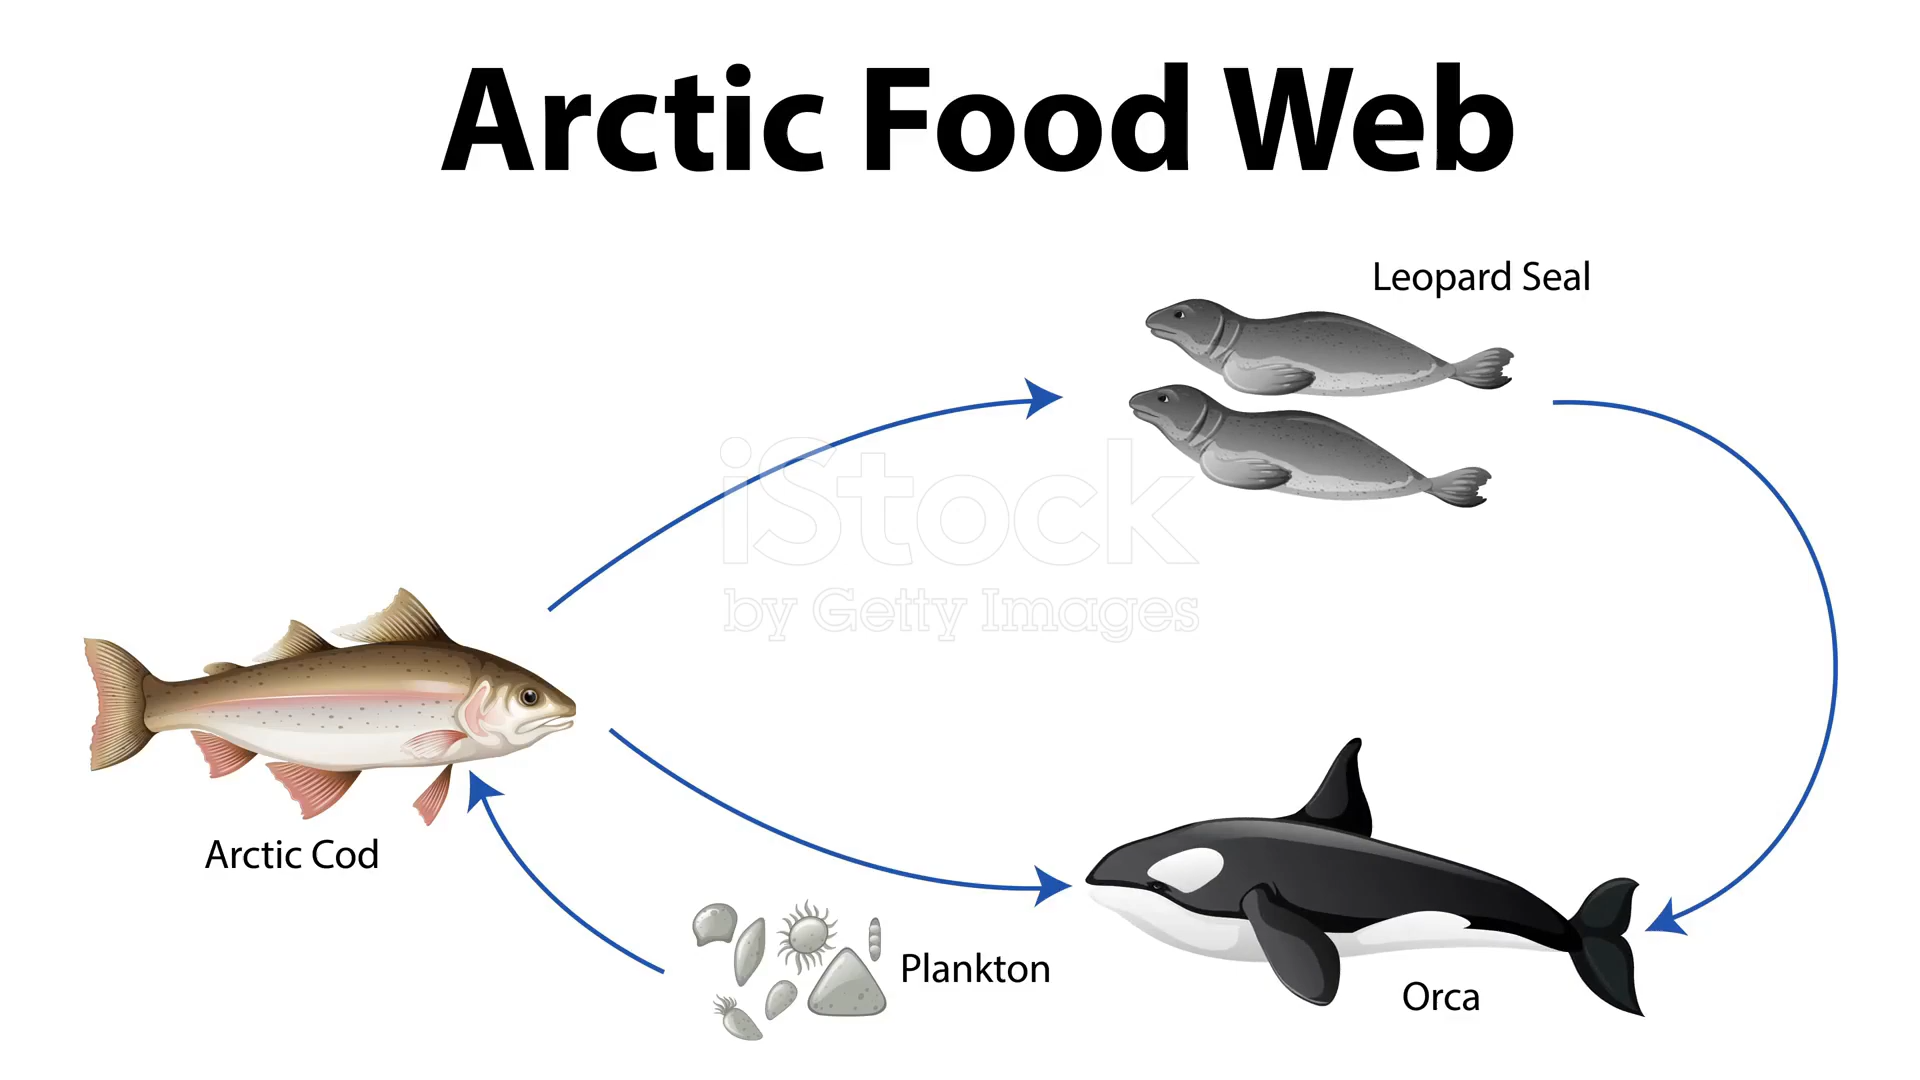 Arctic Food Web
Leopard Seal
iStock
by Getty Images
Arctic Cod
Plankton
Orca